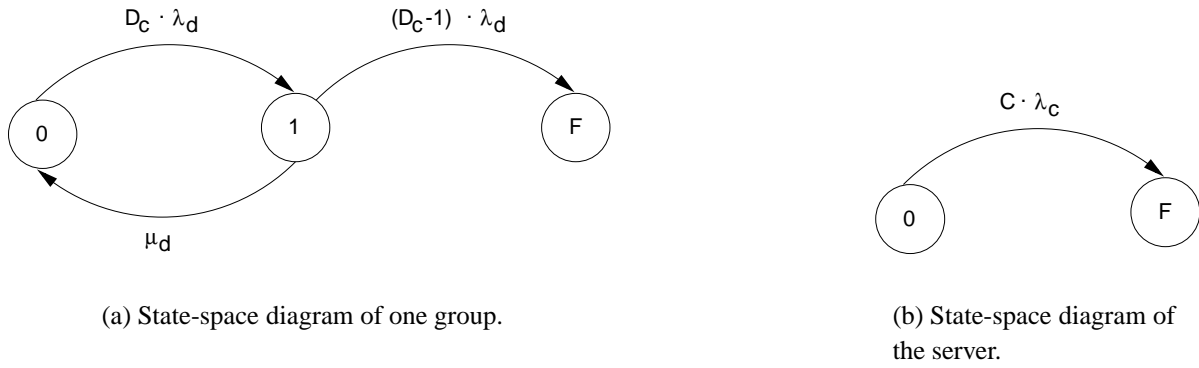 D_c · λ_d
(D_c-1) · λ_d
0
1
F
μ_d
(a) State-space diagram of one group.
C · λ_c
0
F
(b) State-space diagram of
the server.